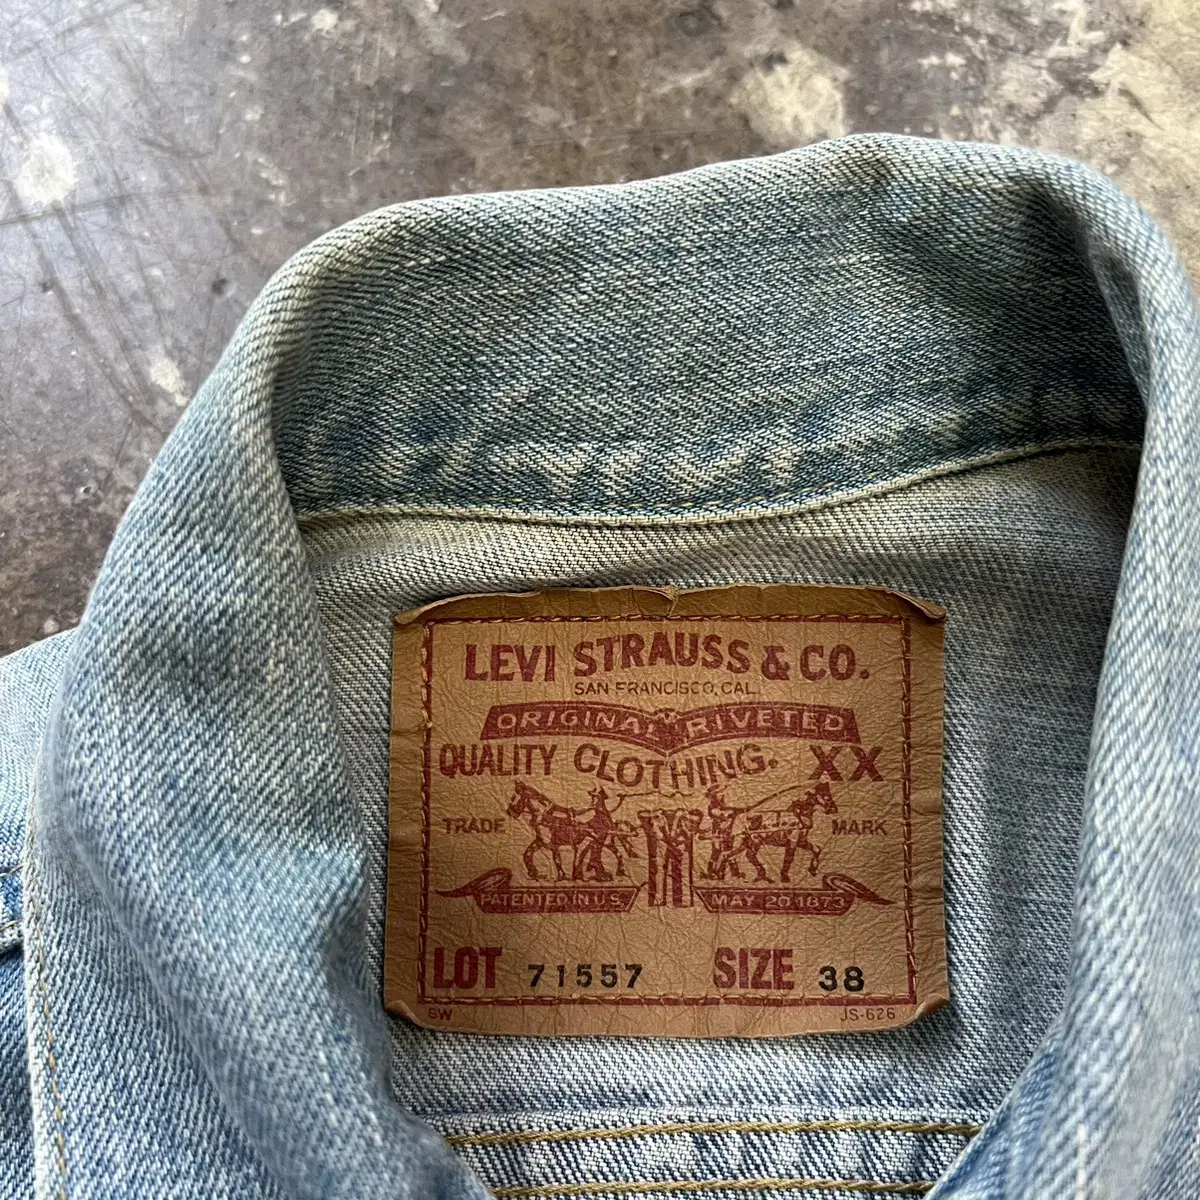 LEVI STRAUSS & CO.
SAN FRANCISCO, CAL.
ORIGINAL RIVETED
QUALITY CLOTHING. XX
TRADE MARK
PATENTED IN U.S. MAY 20 1873
LOT 71557 SIZE 38
SW JS-626